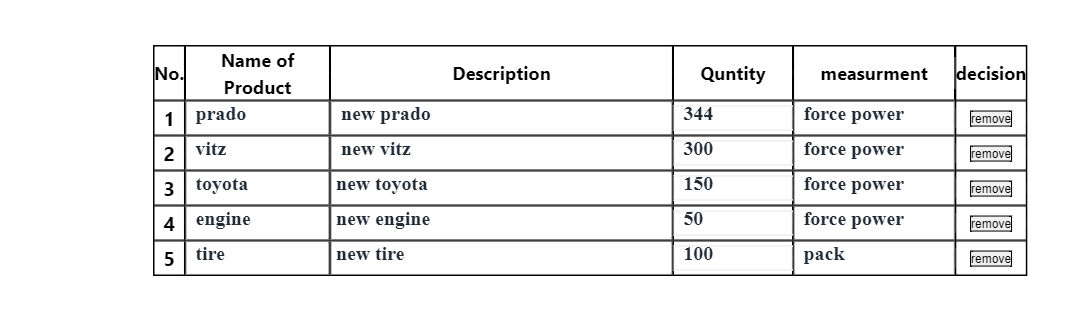 No. Name of Product Description Quntity measurment decision
1 prado new prado 344 force power remove
2 vitz new vitz 300 force power remove
3 toyota new toyota 150 force power remove
4 engine new engine 50 force power remove
5 tire new tire 100 pack remove